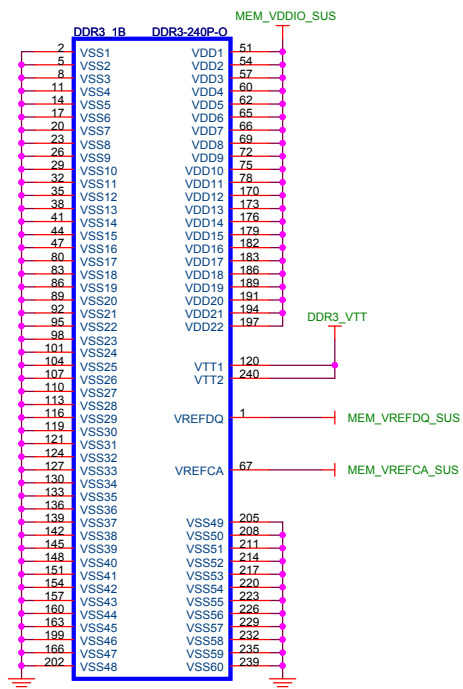 MEM_VDDIO_SUS
DDR3_1B DDR3-240P-O
2 VSS1 VDD1 51
5 VSS2 VDD2 54
8 VSS3 VDD3 57
11 VSS4 VDD4 60
14 VSS5 VDD5 62
17 VSS6 VDD6 65
20 VSS7 VDD7 66
23 VSS8 VDD8 69
26 VSS9 VDD9 72
29 VSS10 VDD10 75
32 VSS11 VDD11 78
35 VSS12 VDD12 170
38 VSS13 VDD13 173
41 VSS14 VDD14 176
44 VSS15 VDD15 179
47 VSS16 VDD16 182
80 VSS17 VDD17 183
83 VSS18 VDD18 186
86 VSS19 VDD19 189
89 VSS20 VDD20 191
92 VSS21 VDD21 194
95 VSS22 VDD22 197
98 VSS23
DDR3_VTT
101 VSS24
104 VSS25 VTT1 120
107 VSS26 VTT2 240
110 VSS27
113 VSS28
116 VSS29 VREFDQ 1 MEM_VREFDQ_SUS
119 VSS30
121 VSS31
124 VSS32
127 VSS33 VREFCA 67 MEM_VREFCA_SUS
130 VSS34
133 VSS35
136 VSS36
139 VSS37 VSS49 205
142 VSS38 VSS50 208
145 VSS39 VSS51 211
148 VSS40 VSS52 214
151 VSS41 VSS53 217
154 VSS42 VSS54 220
157 VSS43 VSS55 223
160 VSS44 VSS56 226
163 VSS45 VSS57 229
199 VSS46 VSS58 232
166 VSS47 VSS59 235
202 VSS48 VSS60 239